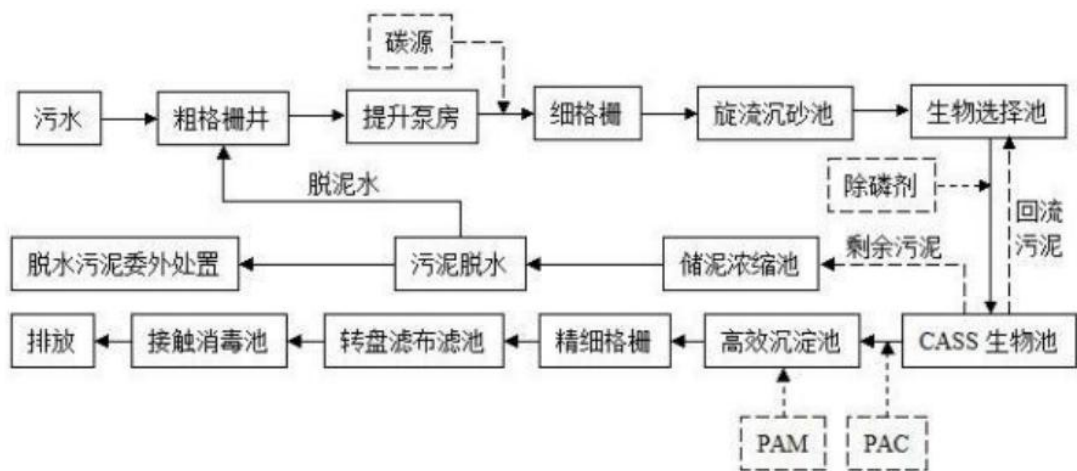 碳源
污水
粗格栅井
提升泵房
细格栅
旋流沉砂池
生物选择池
脱泥水
除磷剂
回流
污泥
脱水污泥委外处置
污泥脱水
储泥浓缩池
剩余污泥
排放
接触消毒池
转盘滤布滤池
精细格栅
高效沉淀池
CASS 生物池
PAM
PAC